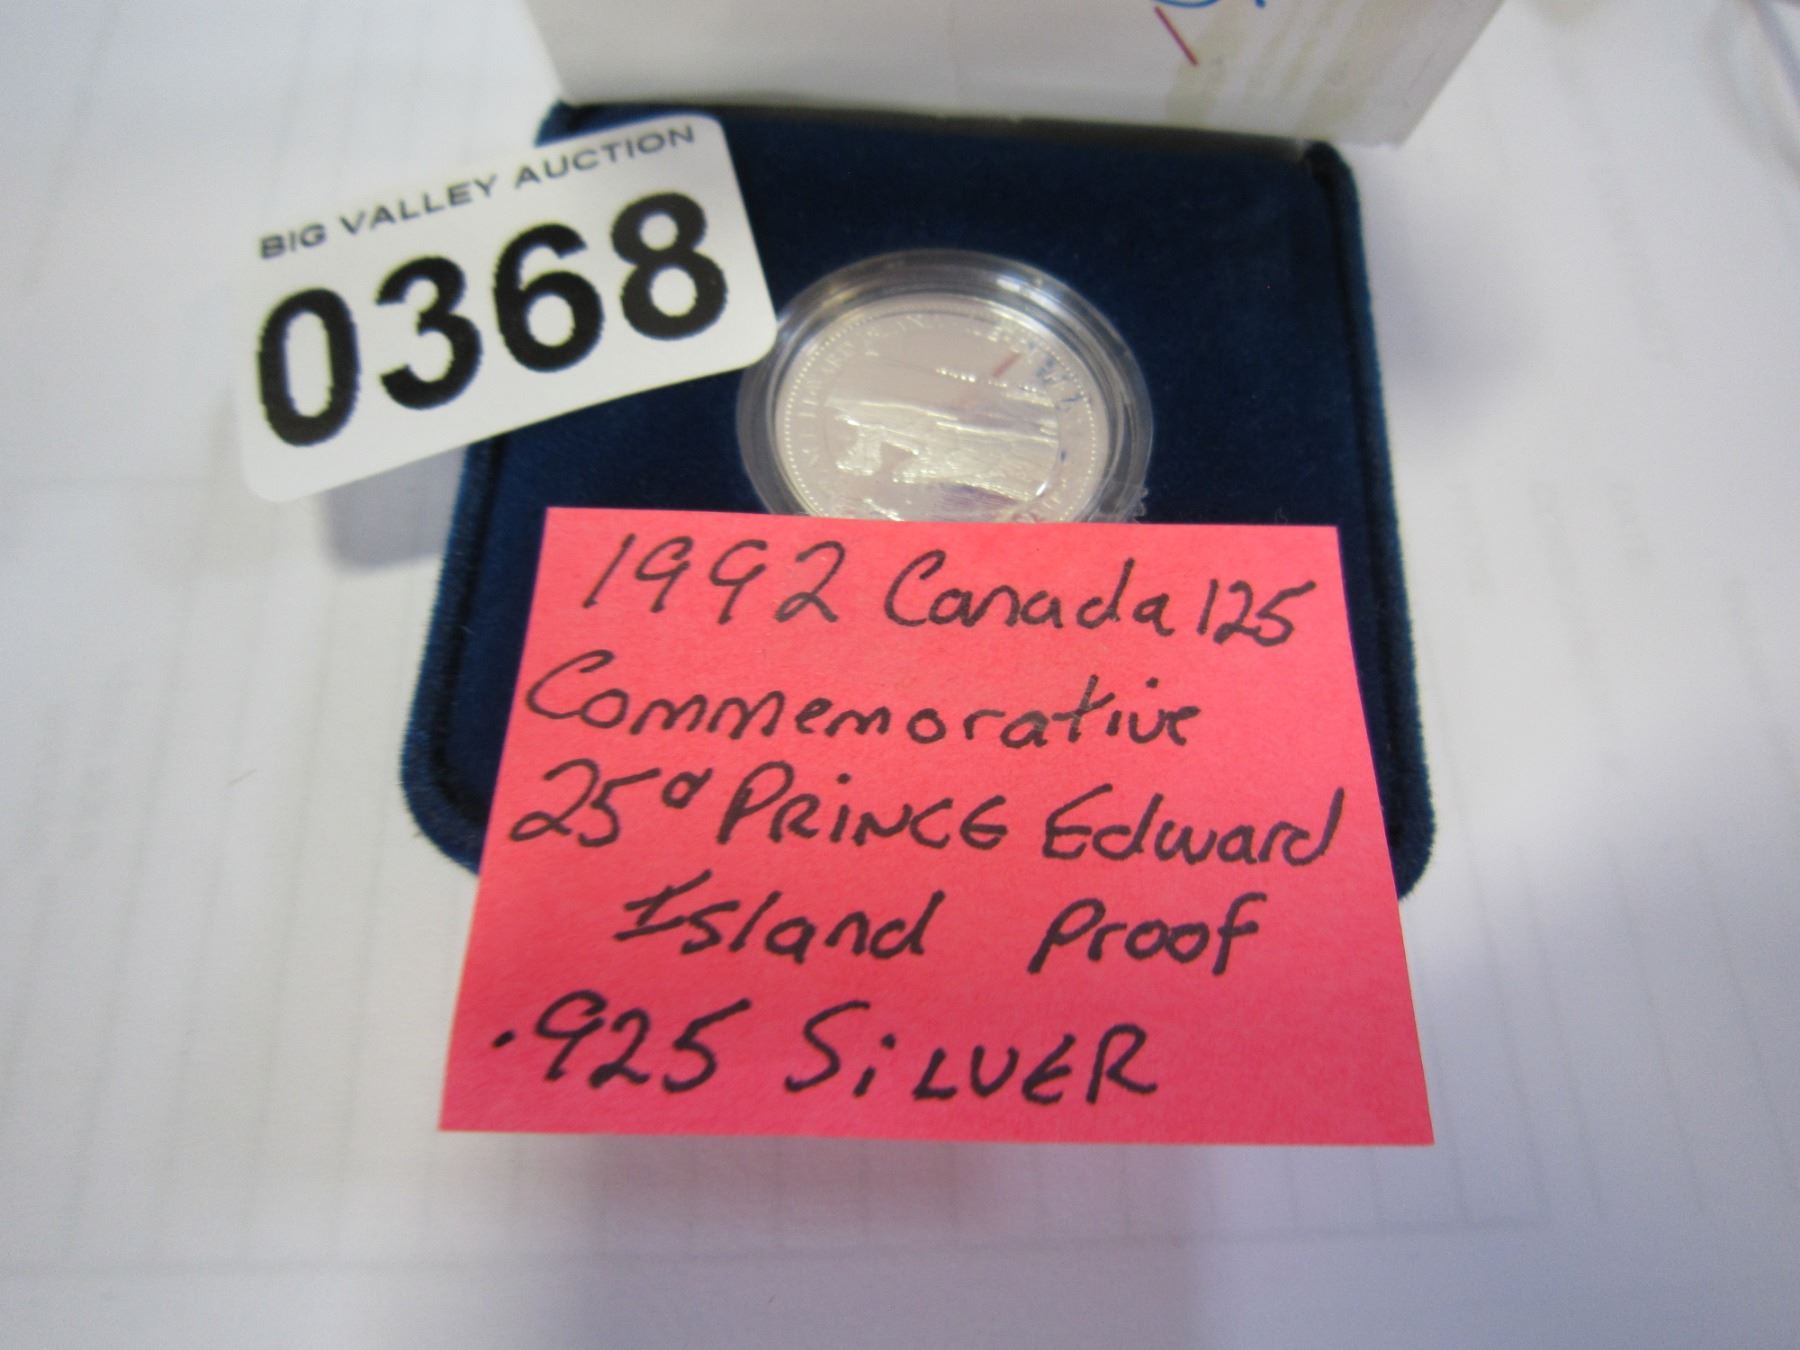 BIG VALLEY AUCTION
0368
1992 Canada 125
Commemorative
25¢ PRINCE Edward
Island Proof
.925 SILVER